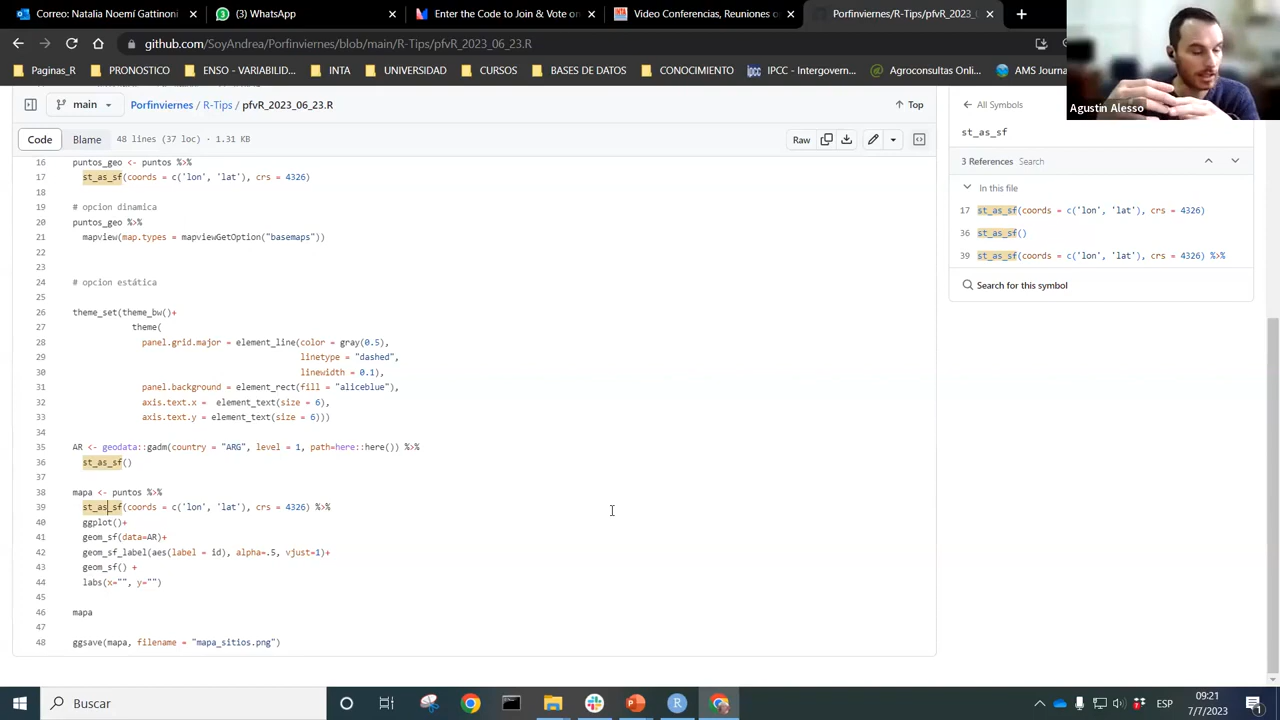 Correo: Natalia Noemí Gattinoni
(3) WhatsApp
Enter the Code to Join & Vote on
Video Conferencias, Reuniones o
Porfinviernes/R-Tips/pfvR_2023_
github.com/SoyAndrea/Porfinviernes/blob/main/R-Tips/pfvR_2023_06_23.R
Paginas_R
PRONOSTICO
ENSO - VARIABILID...
INTA
UNIVERSIDAD
CURSOS
BASES DE DATOS
CONOCIMIENTO
IPCC - Intergovern...
Agroconsultas Onli...
AMS Journ
Agustin Alesso
main
Porfinviernes / R-Tips / pfvR_2023_06_23.R
Top
All Symbols
Code
Blame
48 lines (37 loc) · 1.31 KB
Raw
st_as_sf
3 References Search
In this file
17 st_as_sf(coords = c('lon', 'lat'), crs = 4326)
36 st_as_sf()
39 st_as_sf(coords = c('lon', 'lat'), crs = 4326) %>%
Search for this symbol
16 puntos_geo <- puntos %>%
17 st_as_sf(coords = c('lon', 'lat'), crs = 4326)
18
19 # opcion dinamica
20 puntos_geo %>%
21 mapview(map.types = mapviewGetOption("basemaps"))
22
23
24 # opcion estática
25
26 theme_set(theme_bw()+
27 theme(
28 panel.grid.major = element_line(color = gray(0.5),
29 linetype = "dashed",
30 linewidth = 0.1),
31 panel.background = element_rect(fill = "aliceblue"),
32 axis.text.x = element_text(size = 6),
33 axis.text.y = element_text(size = 6)))
34
35 AR <- geodata::gadm(country = "ARG", level = 1, path=here::here()) %>%
36 st_as_sf()
37
38 mapa <- puntos %>%
39 st_as_sf(coords = c('lon', 'lat'), crs = 4326) %>%
40 ggplot()+
41 geom_sf(data=AR)+
42 geom_sf_label(aes(label = id), alpha=.5, vjust=1)+
43 geom_sf() +
44 labs(x="", y="")
45
46 mapa
47
48 ggsave(mapa, filename = "mapa_sitios.png")
Buscar
ESP
09:21
7/7/2023
1